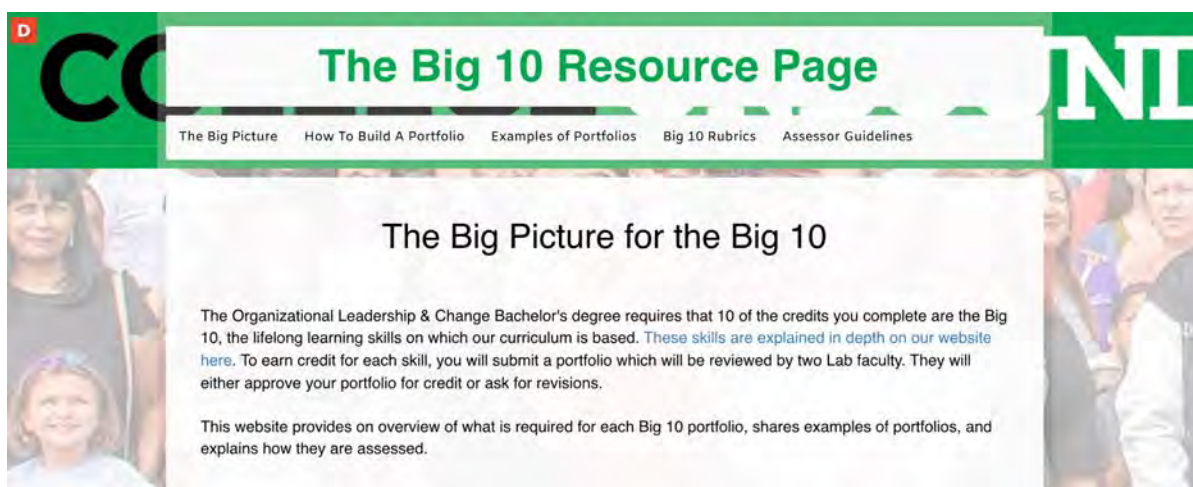 D
The Big 10 Resource Page
The Big Picture How To Build A Portfolio Examples of Portfolios Big 10 Rubrics Assessor Guidelines
The Big Picture for the Big 10
The Organizational Leadership & Change Bachelor's degree requires that 10 of the credits you complete are the Big
10, the lifelong learning skills on which our curriculum is based. These skills are explained in depth on our website
here. To earn credit for each skill, you will submit a portfolio which will be reviewed by two Lab faculty. They will
either approve your portfolio for credit or ask for revisions.
This website provides on overview of what is required for each Big 10 portfolio, shares examples of portfolios, and
explains how they are assessed.